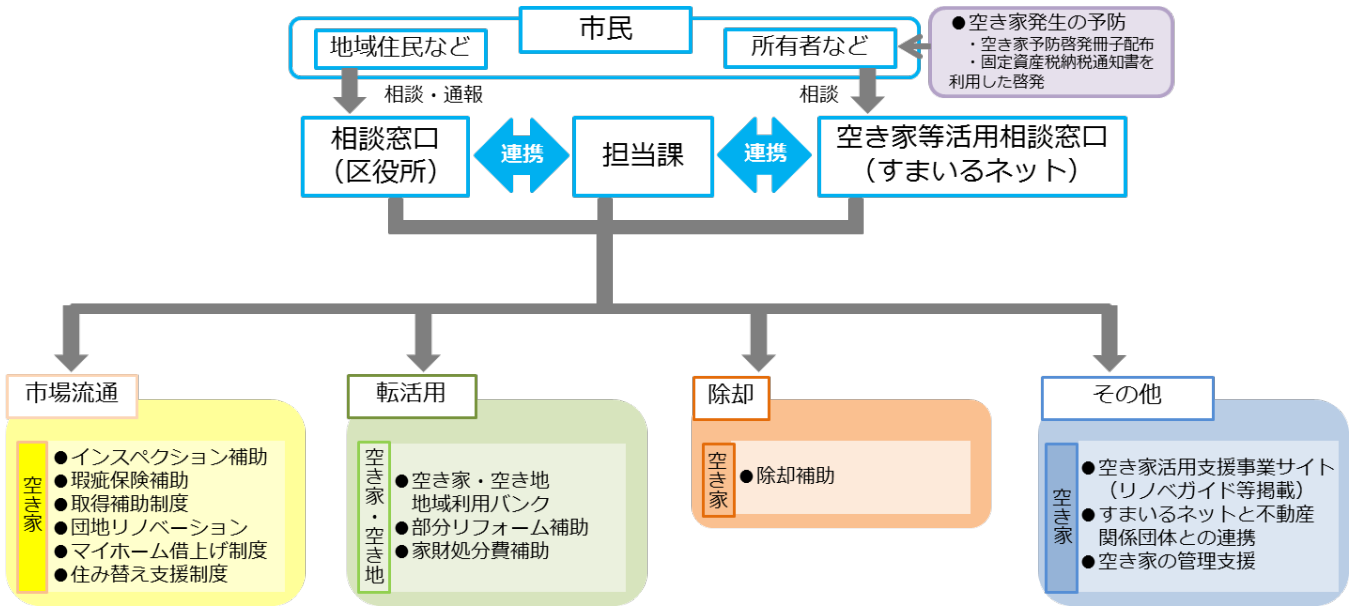 市民
地域住民など
所有者など
●空き家発生の予防
・空き家予防啓発冊子配布
・固定資産税納税通知書を
利用した啓発
相談・通報
相談
相談窓口
（区役所）
連携
担当課
連携
空き家等活用相談窓口
（すまいるネット）
市場流通
空き家
●インスペクション補助
●瑕疵保険補助
●取得補助制度
●団地リノベーション
●マイホーム借上げ制度
●住み替え支援制度
転活用
空き家・空き地
●空き家・空き地
地域利用バンク
●部分リフォーム補助
●家財処分費補助
除却
空き家
●除却補助
その他
空き家
●空き家活用支援事業サイト
（リノベガイド等掲載）
●すまいるネットと不動産
関係団体との連携
●空き家の管理支援